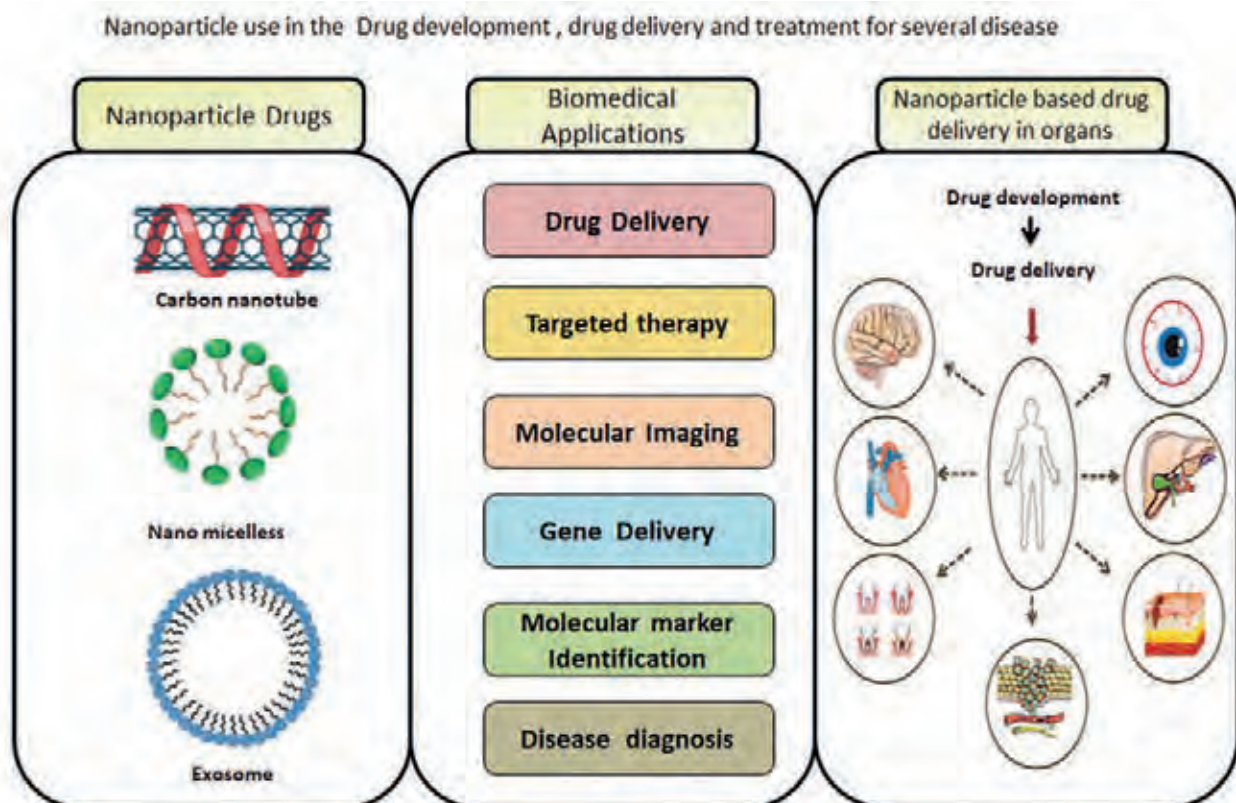 Nanoparticle use in the Drug development , drug delivery and treatment for several disease
Nanoparticle Drugs
Carbon nanotube
Nano micelless
Exosome
Biomedical
Applications
Drug Delivery
Targeted therapy
Molecular Imaging
Gene Delivery
Molecular marker
Identification
Disease diagnosis
Nanoparticle based drug
delivery in organs
Drug development
Drug delivery